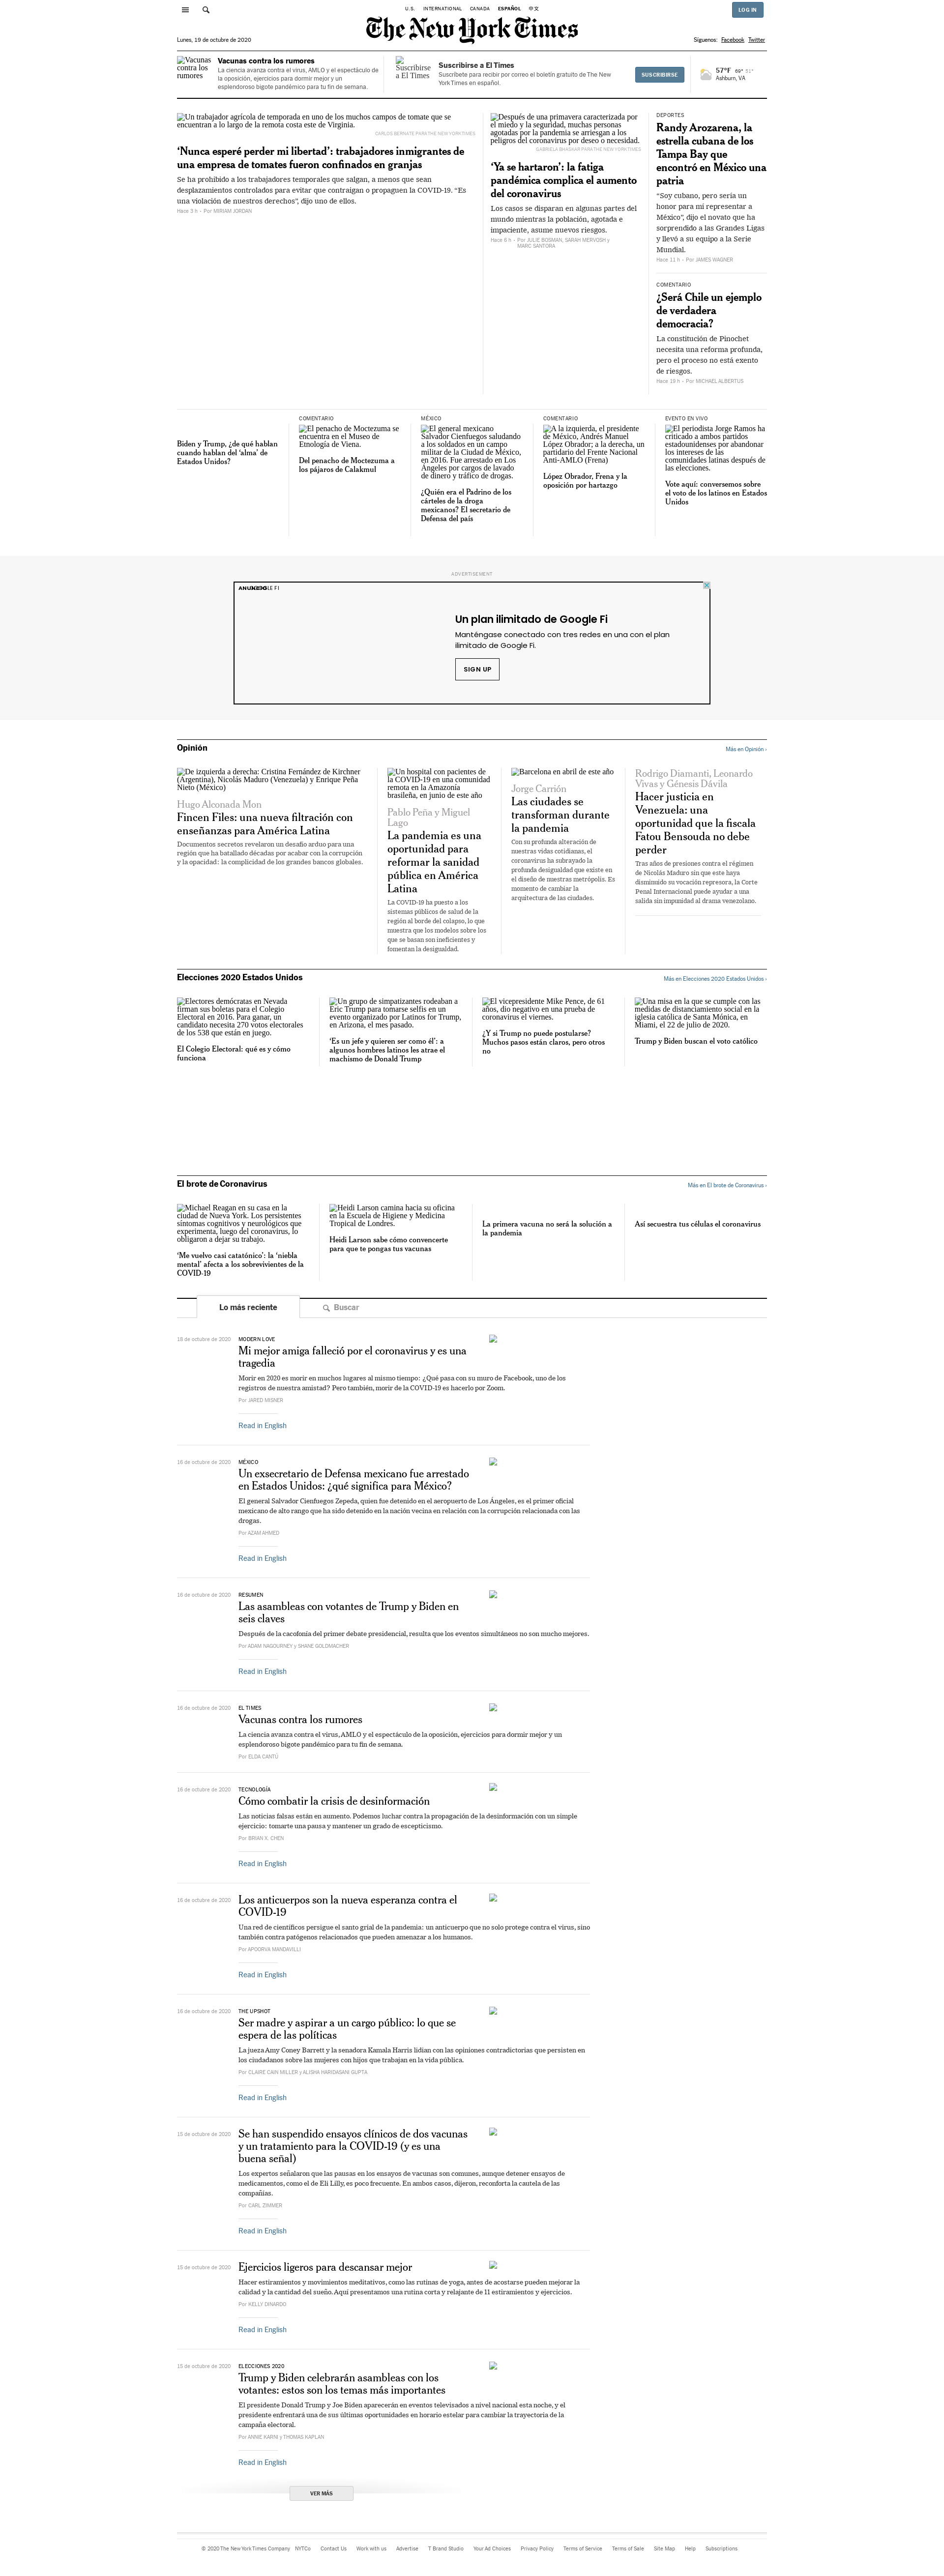 U.S. INTERNATIONAL CANADA ESPAÑOL 中文
LOG IN
The New York Times
Lunes, 19 de octubre de 2020
Síguenos: Facebook Twitter
Vacunas contra los rumores
Vacunas contra los rumores
La ciencia avanza contra el virus, AMLO y el espectáculo de
la oposición, ejercicios para dormir mejor y un
esplendoroso bigote pandémico para tu fin de semana.
Suscribirse a El Times
Suscribirse a El Times
Suscríbete para recibir por correo el boletín gratuito de The New
York Times en español.
SUSCRIBIRSE
57°F 69° 51°
Ashburn, VA
Un trabajador agrícola de temporada en uno de los muchos campos de tomate que se
encuentran a lo largo de la remota costa este de Virginia.
CARLOS BERNATE PARA THE NEW YORK TIMES
‘Nunca esperé perder mi libertad’: trabajadores inmigrantes de
una empresa de tomates fueron confinados en granjas
Se ha prohibido a los trabajadores temporales que salgan, a menos que sean
desplazamientos controlados para evitar que contraigan o propaguen la COVID-19. “Es
una violación de nuestros derechos”, dijo uno de ellos.
Hace 3 h • Por MIRIAM JORDAN
Después de una primavera caracterizada por
el miedo y la seguridad, muchas personas
agotadas por la pandemia se arriesgan a los
peligros del coronavirus por deseo o necesidad.
GABRIELA BHASKAR PARA THE NEW YORK TIMES
‘Ya se hartaron’: la fatiga
pandémica complica el aumento
del coronavirus
Los casos se disparan en algunas partes del
mundo mientras la población, agotada e
impaciente, asume nuevos riesgos.
Hace 8 h • Por JULIE BOSMAN, SARAH MERVOSH y
MARC SANTORA
DEPORTES
Randy Arozarena, la
estrella cubana de los
Tampa Bay que
encontró en México una
patria
“Soy cubano, pero sería un
honor para mí representar a
México”, dijo el novato que ha
sorprendido a las Grandes Ligas
y llevó a su equipo a la Serie
Mundial.
Hace 11 h • Por JAMES WAGNER
COMENTARIO
¿Será Chile un ejemplo
de verdadera
democracia?
La constitución de Pinochet
necesita una reforma profunda,
pero el proceso no está exento
de riesgos.
Hace 19 h • Por MICHAEL ALBERTUS
Biden y Trump, ¿de qué hablan
cuando hablan del ‘alma’ de
Estados Unidos?
COMENTARIO
El penacho de Moctezuma se
encuentra en el Museo de
Etnología de Viena.
Del penacho de Moctezuma a
los pájaros de Calakmul
MÉXICO
El general mexicano
Salvador Cienfuegos saludando
a los soldados en un campo
militar de la Ciudad de México,
en 2016. Fue arrestado en Los
Ángeles por cargos de lavado
de dinero y tráfico de drogas.
¿Quién era el Padrino de los
cárteles de la droga
mexicanos? El secretario de
Defensa del país
COMENTARIO
A la izquierda, el presidente
de México, Andrés Manuel
López Obrador; a la derecha, un
partidario del Frente Nacional
Anti-AMLO (Frena)
López Obrador, Frena y la
oposición por hartazgo
EVENTO EN VIVO
El periodista Jorge Ramos ha
criticado a ambos partidos
estadounidenses por abandonar
los intereses de las
comunidades latinas después de
las elecciones.
Vote aquí: conversemos sobre
el voto de los latinos en Estados
Unidos
ADVERTISEMENT
ANUNCIO
GOOGLE FI
Un plan ilimitado de Google Fi
Manténgase conectado con tres redes en una con el plan
ilimitado de Google Fi.
SIGN UP
Opinión
Más en Opinión ›
De izquierda a derecha: Cristina Fernández de Kirchner
(Argentina), Nicolás Maduro (Venezuela) y Enrique Peña
Nieto (México)
Hugo Alconada Mon
Fincen Files: una nueva filtración con
enseñanzas para América Latina
Documentos secretos revelaron un desafío arduo para una
región que ha batallado décadas por acabar con la corrupción
y la opacidad: la complicidad de los grandes bancos globales.
Un hospital con pacientes de
la COVID-19 en una comunidad
remota en la Amazonía
brasileña, en junio de este año
Pablo Peña y Miguel
Lago
La pandemia es una
oportunidad para
reformar la sanidad
pública en América
Latina
La COVID-19 ha puesto a los
sistemas públicos de salud de la
región al borde del colapso, lo que
muestra que los modelos sobre los
que se basan son ineficientes y
fomentan la desigualdad.
Barcelona en abril de este año
Jorge Carrión
Las ciudades se
transforman durante
la pandemia
Con su profunda alteración de
nuestras vidas cotidianas, el
coronavirus ha subrayado la
profunda desigualdad que existe en
el diseño de nuestras metrópolis. Es
momento de cambiar la
arquitectura de las ciudades.
Rodrigo Diamanti, Leonardo
Vivas y Génesis Dávila
Hacer justicia en
Venezuela: una
oportunidad que la fiscala
Fatou Bensouda no debe
perder
Tras años de presiones contra el régimen
de Nicolás Maduro sin que este haya
disminuido su vocación represora, la Corte
Penal Internacional puede ayudar a una
salida sin impunidad al drama venezolano.
Elecciones 2020 Estados Unidos
Más en Elecciones 2020 Estados Unidos ›
Electores demócratas en Nevada
firman sus boletas para el Colegio
Electoral en 2016. Para ganar, un
candidato necesita 270 votos electorales
de los 538 que están en juego.
El Colegio Electoral: qué es y cómo
funciona
Un grupo de simpatizantes rodeaban a
Eric Trump para tomarse selfis en un
evento organizado por Latinos for Trump,
en Arizona, el mes pasado.
‘Es un jefe y quieren ser como él’: a
algunos hombres latinos les atrae el
machismo de Donald Trump
El vicepresidente Mike Pence, de 61
años, dio negativo en una prueba de
coronavirus el viernes.
¿Y si Trump no puede postularse?
Muchos pasos están claros, pero otros
no
Una misa en la que se cumple con las
medidas de distanciamiento social en la
iglesia católica de Santa Mónica, en
Miami, el 22 de julio de 2020.
Trump y Biden buscan el voto católico
El brote de Coronavirus
Más en El brote de Coronavirus ›
Michael Reagan en su casa en la
ciudad de Nueva York. Los persistentes
síntomas cognitivos y neurológicos que
experimenta, luego del coronavirus, lo
obligaron a dejar su trabajo.
‘Me vuelvo casi catatónico’: la ‘niebla
mental’ afecta a los sobrevivientes de la
COVID-19
Heidi Larson camina hacia su oficina
en la Escuela de Higiene y Medicina
Tropical de Londres.
Heidi Larson sabe cómo convencerte
para que te pongas tus vacunas
La primera vacuna no será la solución a
la pandemia
Así secuestra tus células el coronavirus
Lo más reciente
Buscar
18 de octubre de 2020
MODERN LOVE
Mi mejor amiga falleció por el coronavirus y es una
tragedia
Morir en 2020 es morir en muchos lugares al mismo tiempo: ¿Qué pasa con su muro de Facebook, uno de los
registros de nuestra amistad? Pero también, morir de la COVID-19 es hacerlo por Zoom.
Por JARED MISNER
Read in English
16 de octubre de 2020
MÉXICO
Un exsecretario de Defensa mexicano fue arrestado
en Estados Unidos: ¿qué significa para México?
El general Salvador Cienfuegos Zepeda, quien fue detenido en el aeropuerto de Los Ángeles, es el primer oficial
mexicano de alto rango que ha sido detenido en la nación vecina en relación con la corrupción relacionada con las
drogas.
Por AZAM AHMED
Read in English
16 de octubre de 2020
RESUMEN
Las asambleas con votantes de Trump y Biden en
seis claves
Después de la cacofonía del primer debate presidencial, resulta que los eventos simultáneos no son mucho mejores.
Por ADAM NAGOURNEY y SHANE GOLDMACHER
Read in English
16 de octubre de 2020
EL TIMES
Vacunas contra los rumores
La ciencia avanza contra el virus, AMLO y el espectáculo de la oposición, ejercicios para dormir mejor y un
esplendoroso bigote pandémico para tu fin de semana.
Por ELDA CANTÚ
16 de octubre de 2020
TECNOLOGÍA
Cómo combatir la crisis de desinformación
Las noticias falsas están en aumento. Podemos luchar contra la propagación de la desinformación con un simple
ejercicio: tomarte una pausa y mantener un grado de escepticismo.
Por BRIAN X. CHEN
Read in English
16 de octubre de 2020
Los anticuerpos son la nueva esperanza contra el
COVID-19
Una red de científicos persigue el santo grial de la pandemia: un anticuerpo que no solo protege contra el virus, sino
también contra patógenos relacionados que pueden amenazar a los humanos.
Por APOORVA MANDAVILLI
Read in English
16 de octubre de 2020
THE UPSHOT
Ser madre y aspirar a un cargo público: lo que se
espera de las políticas
La jueza Amy Coney Barrett y la senadora Kamala Harris lidian con las opiniones contradictorias que persisten en
los ciudadanos sobre las mujeres con hijos que trabajan en la vida pública.
Por CLAIRE CAIN MILLER y ALISHA HARIDASANI GUPTA
Read in English
15 de octubre de 2020
Se han suspendido ensayos clínicos de dos vacunas
y un tratamiento para la COVID-19 (y es una
buena señal)
Los expertos señalaron que las pausas en los ensayos de vacunas son comunes, aunque detener ensayos de
medicamentos, como el de Eli Lilly, es poco frecuente. En ambos casos, dijeron, reconforta la cautela de las
compañías.
Por CARL ZIMMER
Read in English
15 de octubre de 2020
Ejercicios ligeros para descansar mejor
Hacer estiramientos y movimientos meditativos, como las rutinas de yoga, antes de acostarse pueden mejorar la
calidad y la cantidad del sueño. Aquí presentamos una rutina corta y relajante de 11 estiramientos y ejercicios.
Por KELLY DINARDO
Read in English
15 de octubre de 2020
ELECCIONES 2020
Trump y Biden celebrarán asambleas con los
votantes: estos son los temas más importantes
El presidente Donald Trump y Joe Biden aparecerán en eventos televisados a nivel nacional esta noche, y el
presidente enfrentará una de sus últimas oportunidades en horario estelar para cambiar la trayectoria de la
campaña electoral.
Por ANNIE KARNI y THOMAS KAPLAN
Read in English
VER MÁS
© 2020 The New York Times Company NYTCo Contact Us Work with us Advertise T Brand Studio Your Ad Choices Privacy Policy Terms of Service Terms of Sale Site Map Help Subscriptions